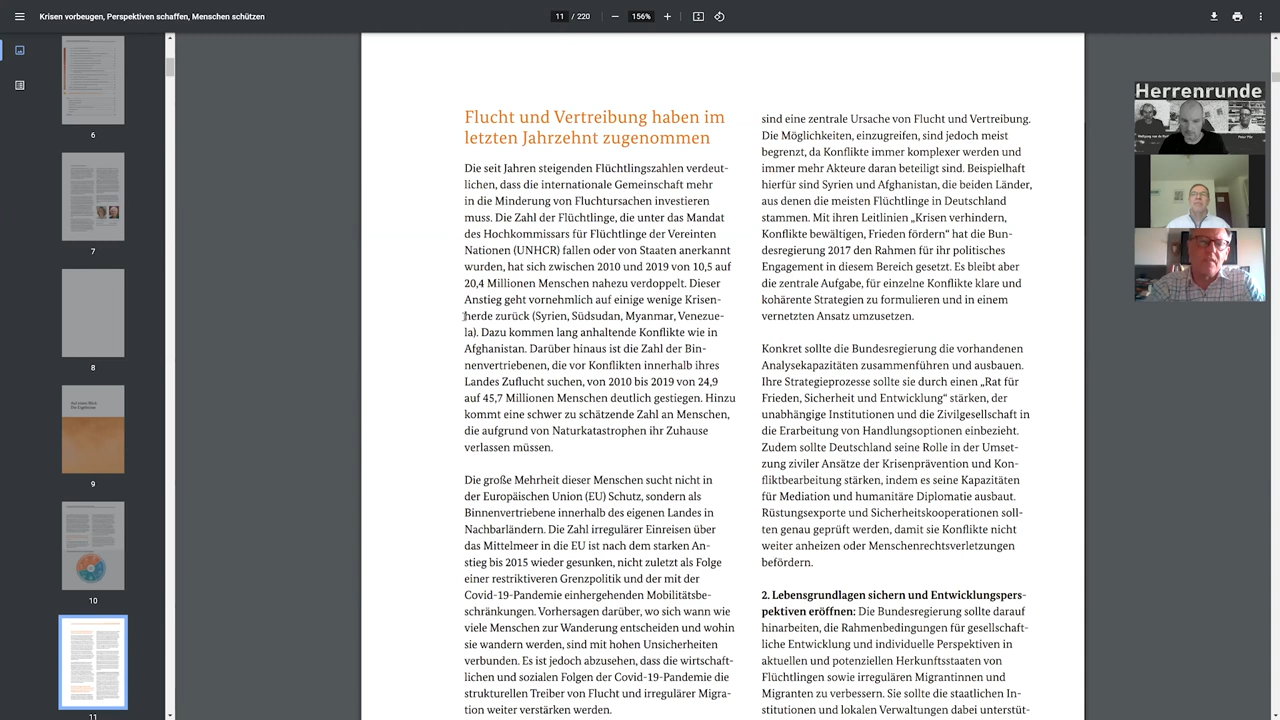 Krisen vorbeugen, Perspektiven schaffen, Menschen schützen
11 / 220
156%
6
7
8
9
10
11
Flucht und Vertreibung haben im
letzten Jahrzehnt zugenommen
Die seit Jahren steigenden Flüchtlingszahlen verdeut-
lichen, dass die internationale Gemeinschaft mehr
in die Minderung von Fluchtursachen investieren
muss. Die Zahl der Flüchtlinge, die unter das Mandat
des Hochkommissars für Flüchtlinge der Vereinten
Nationen (UNHCR) fallen oder von Staaten anerkannt
wurden, hat sich zwischen 2010 und 2019 von 10,5 auf
20,4 Millionen Menschen nahezu verdoppelt. Dieser
Anstieg geht vornehmlich auf einige wenige Krisen-
herde zurück (Syrien, Südsudan, Myanmar, Venezue-
la). Dazu kommen lang anhaltende Konflikte wie in
Afghanistan. Darüber hinaus ist die Zahl der Bin-
nenvertriebenen, die vor Konflikten innerhalb ihres
Landes Zuflucht suchen, von 2010 bis 2019 von 24,9
auf 45,7 Millionen Menschen deutlich gestiegen. Hinzu
kommt eine schwer zu schätzende Zahl an Menschen,
die aufgrund von Naturkatastrophen ihr Zuhause
verlassen müssen.
Die große Mehrheit dieser Menschen sucht nicht in
der Europäischen Union (EU) Schutz, sondern als
Binnenvertriebene innerhalb des eigenen Landes in
Nachbarländern. Die Zahl irregulärer Einreisen über
das Mittelmeer in die EU ist nach dem starken An-
stieg bis 2015 wieder gesunken, nicht zuletzt als Folge
einer restriktiveren Grenzpolitik und der mit der
Covid-19-Pandemie einhergehenden Mobilitätsbe-
schränkungen. Vorhersagen darüber, wo sich wann wie
viele Menschen zur Wanderung entscheiden und wohin
sie wandern werden, sind mit hohen Unsicherheiten
verbunden. Es ist jedoch abzusehen, dass die wirtschaft-
lichen und sozialen Folgen der Covid-19-Pandemie die
strukturellen Treiber von Flucht und irregulärer Migra-
tion weiter verstärken werden.
sind eine zentrale Ursache von Flucht und Vertreibung.
Die Möglichkeiten, einzugreifen, sind jedoch meist
begrenzt, da Konflikte immer komplexer werden und
immer mehr Akteure daran beteiligt sind. Beispielhaft
hierfür sind Syrien und Afghanistan, die beiden Länder,
aus denen die meisten Flüchtlinge in Deutschland
stammen. Mit ihren Leitlinien „Krisen verhindern,
Konflikte bewältigen, Frieden fördern“ hat die Bun-
desregierung 2017 den Rahmen für ihr politisches
Engagement in diesem Bereich gesetzt. Es bleibt aber
die zentrale Aufgabe, für einzelne Konflikte klare und
kohärente Strategien zu formulieren und in einem
vernetzten Ansatz umzusetzen.
Konkret sollte die Bundesregierung die vorhandenen
Analysekapazitäten zusammenführen und ausbauen.
Ihre Strategieprozesse sollte sie durch einen „Rat für
Frieden, Sicherheit und Entwicklung“ stärken, der
unabhängige Institutionen und die Zivilgesellschaft in
die Erarbeitung von Handlungsoptionen einbezieht.
Zudem sollte Deutschland seine Rolle in der Umset-
zung ziviler Ansätze der Krisenprävention und Kon-
fliktbearbeitung stärken, indem es seine Kapazitäten
für Mediation und humanitäre Diplomatie ausbaut.
Rüstungsexporte und Sicherheitskooperationen soll-
ten genau geprüft werden, damit sie Konflikte nicht
weiter anheizen oder Menschenrechtsverletzungen
befördern.
2. Lebensgrundlagen sichern und Entwicklungspers-
pektiven eröffnen: Die Bundesregierung sollte darauf
hinarbeiten, die Rahmenbedingungen für gesellschaft-
liche Entwicklung und individuelle Perspektiven in
aktuellen und potenziellen Herkunftsstaaten von
Flüchtlingen sowie irregulären Migrantinnen und
Migranten zu verbessern. Sie sollte die staatlichen In-
stitutionen und lokalen Verwaltungen dabei unterstüt-
Herrenrunde